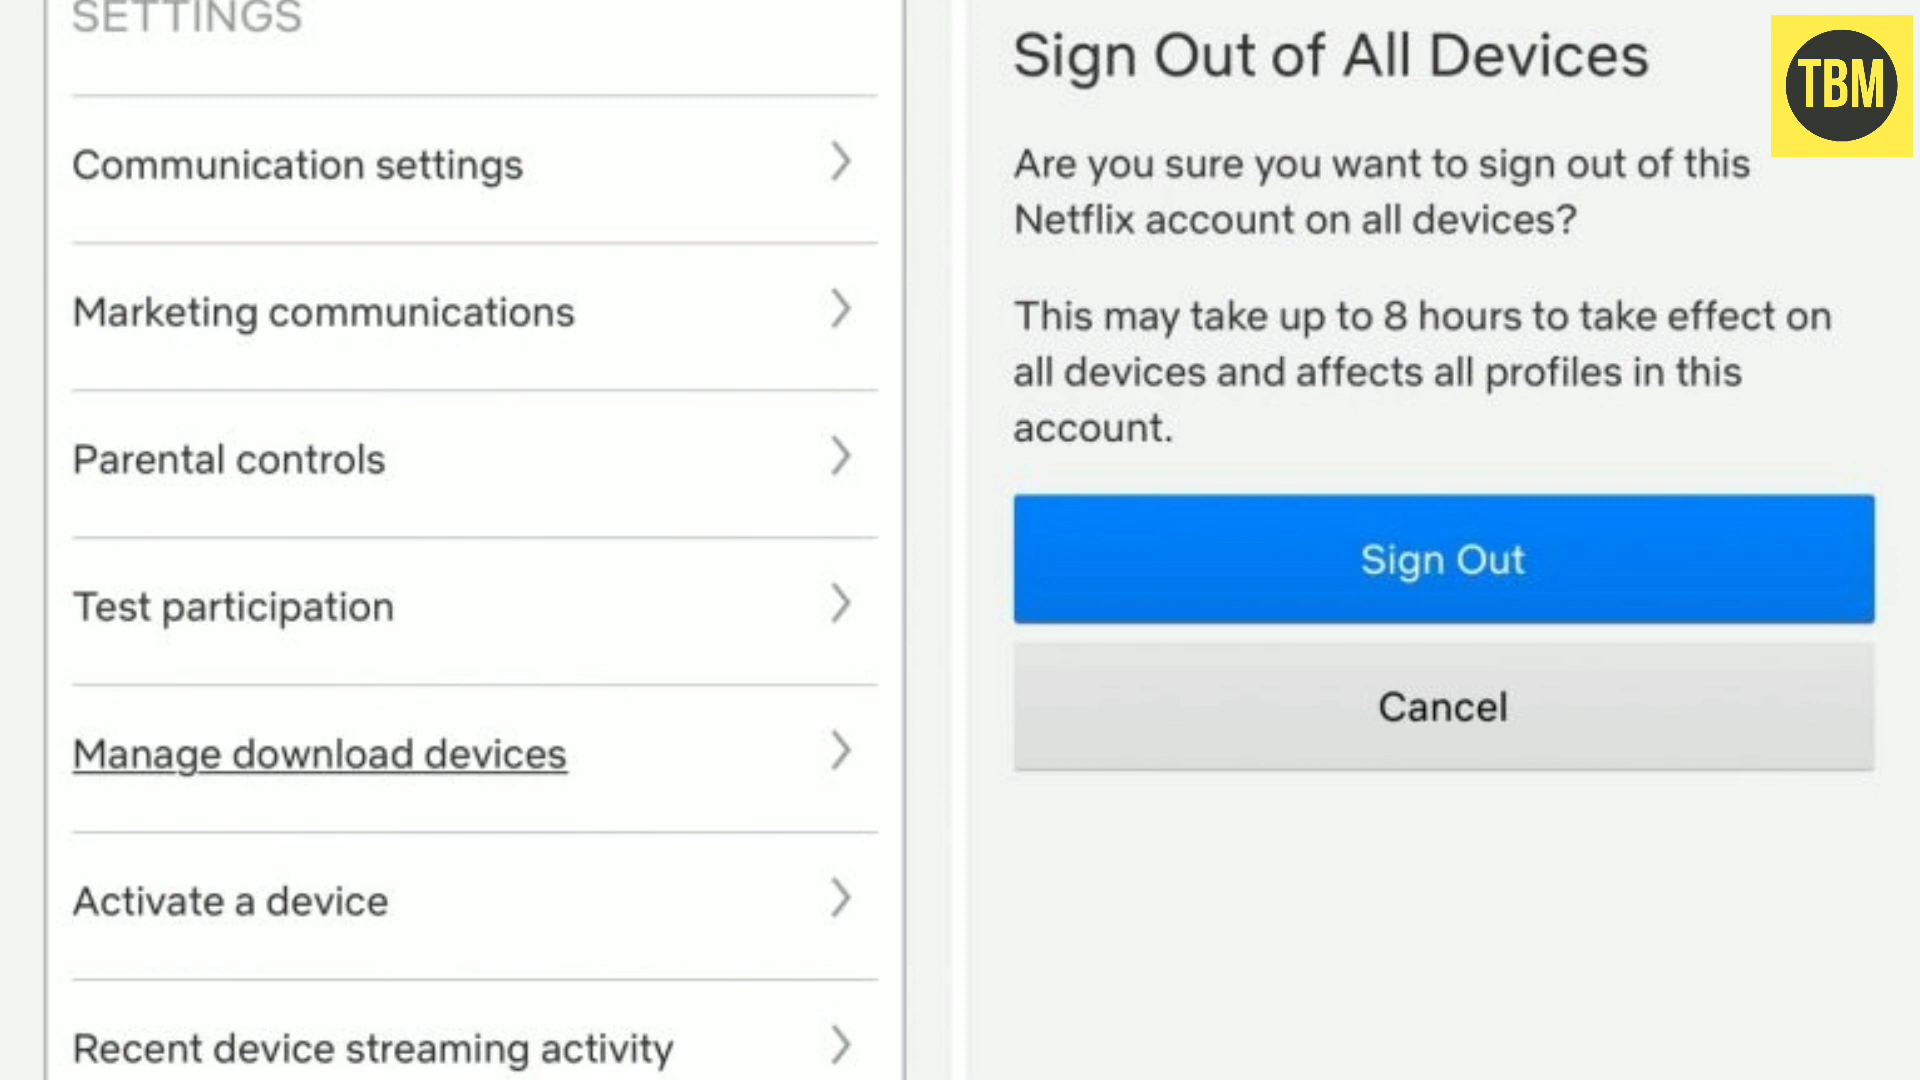 SETTINGS
Communication settings
Marketing communications
Parental controls
Test participation
Manage download devices
Activate a device
Recent device streaming activity
Sign Out of All Devices
Are you sure you want to sign out of this
Netflix account on all devices?
This may take up to 8 hours to take effect on
all devices and affects all profiles in this
account.
Sign Out
Cancel
TBM